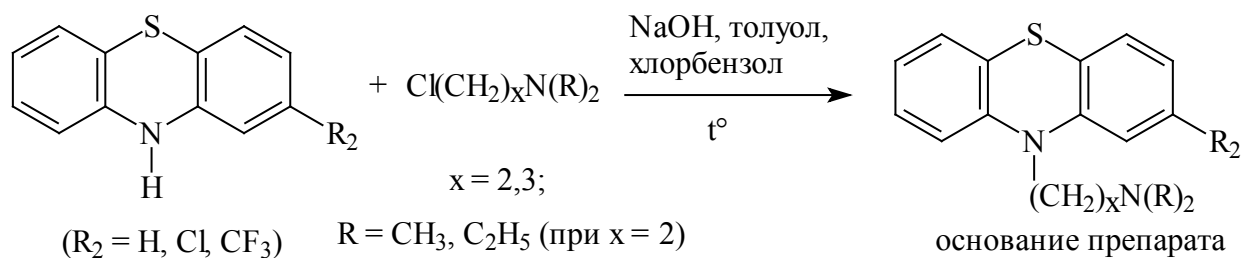 S
N
H
R₂
+ Cl(CH₂)ₓN(R)₂
NaOH, толуол,
хлорбензол
t°
S
N
R₂
(CH₂)ₓN(R)₂
x = 2,3;
(R₂ = H, Cl, CF₃)
R = CH₃, C₂H₅ (при x = 2)
основание препарата